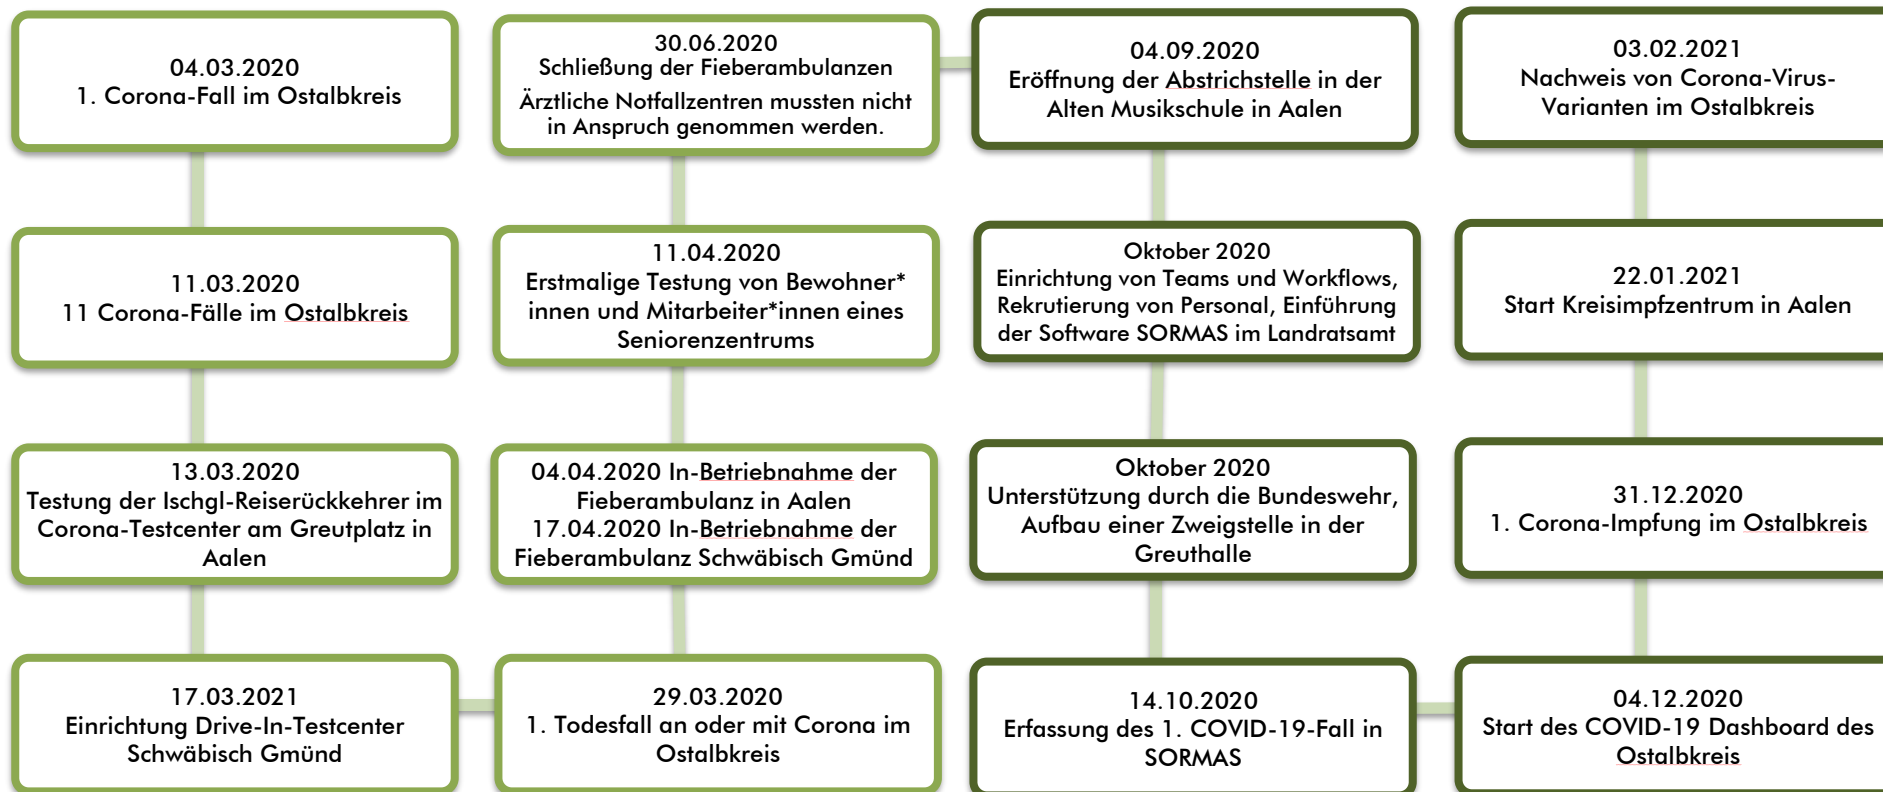 04.03.2020
1. Corona-Fall im Ostalbkreis
11.03.2020
11 Corona-Fälle im Ostalbkreis
13.03.2020
Testung der Ischgl-Reiserückkehrer im
Corona-Testcenter am Greutplatz in
Aalen
17.03.2021
Einrichtung Drive-In-Testcenter
Schwäbisch Gmünd
29.03.2020
1. Todesfall an oder mit Corona im
Ostalbkreis
04.04.2020 In-Betriebnahme der
Fieberambulanz in Aalen
17.04.2020 In-Betriebnahme der
Fieberambulanz Schwäbisch Gmünd
11.04.2020
Erstmalige Testung von Bewohner*
innen und Mitarbeiter*innen eines
Seniorenzentrums
30.06.2020
Schließung der Fieberambulanzen
Ärztliche Notfallzentren mussten nicht
in Anspruch genommen werden.
04.09.2020
Eröffnung der Abstrichstelle in der
Alten Musikschule in Aalen
Oktober 2020
Einrichtung von Teams und Workflows,
Rekrutierung von Personal, Einführung
der Software SORMAS im Landratsamt
Oktober 2020
Unterstützung durch die Bundeswehr,
Aufbau einer Zweigstelle in der
Greuthalle
14.10.2020
Erfassung des 1. COVID-19-Fall in
SORMAS
04.12.2020
Start des COVID-19 Dashboard des
Ostalbkreis
31.12.2020
1. Corona-Impfung im Ostalbkreis
22.01.2021
Start Kreisimpfzentrum in Aalen
03.02.2021
Nachweis von Corona-Virus-
Varianten im Ostalbkreis